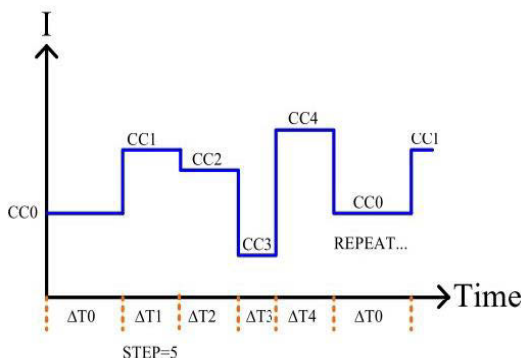 I
CC4
CC1
CC1
CC2
CC0
CC0
CC3
REPEAT...
Time
ΔT0 ΔT1 ΔT2 ΔT3 ΔT4 ΔT0
STEP=5